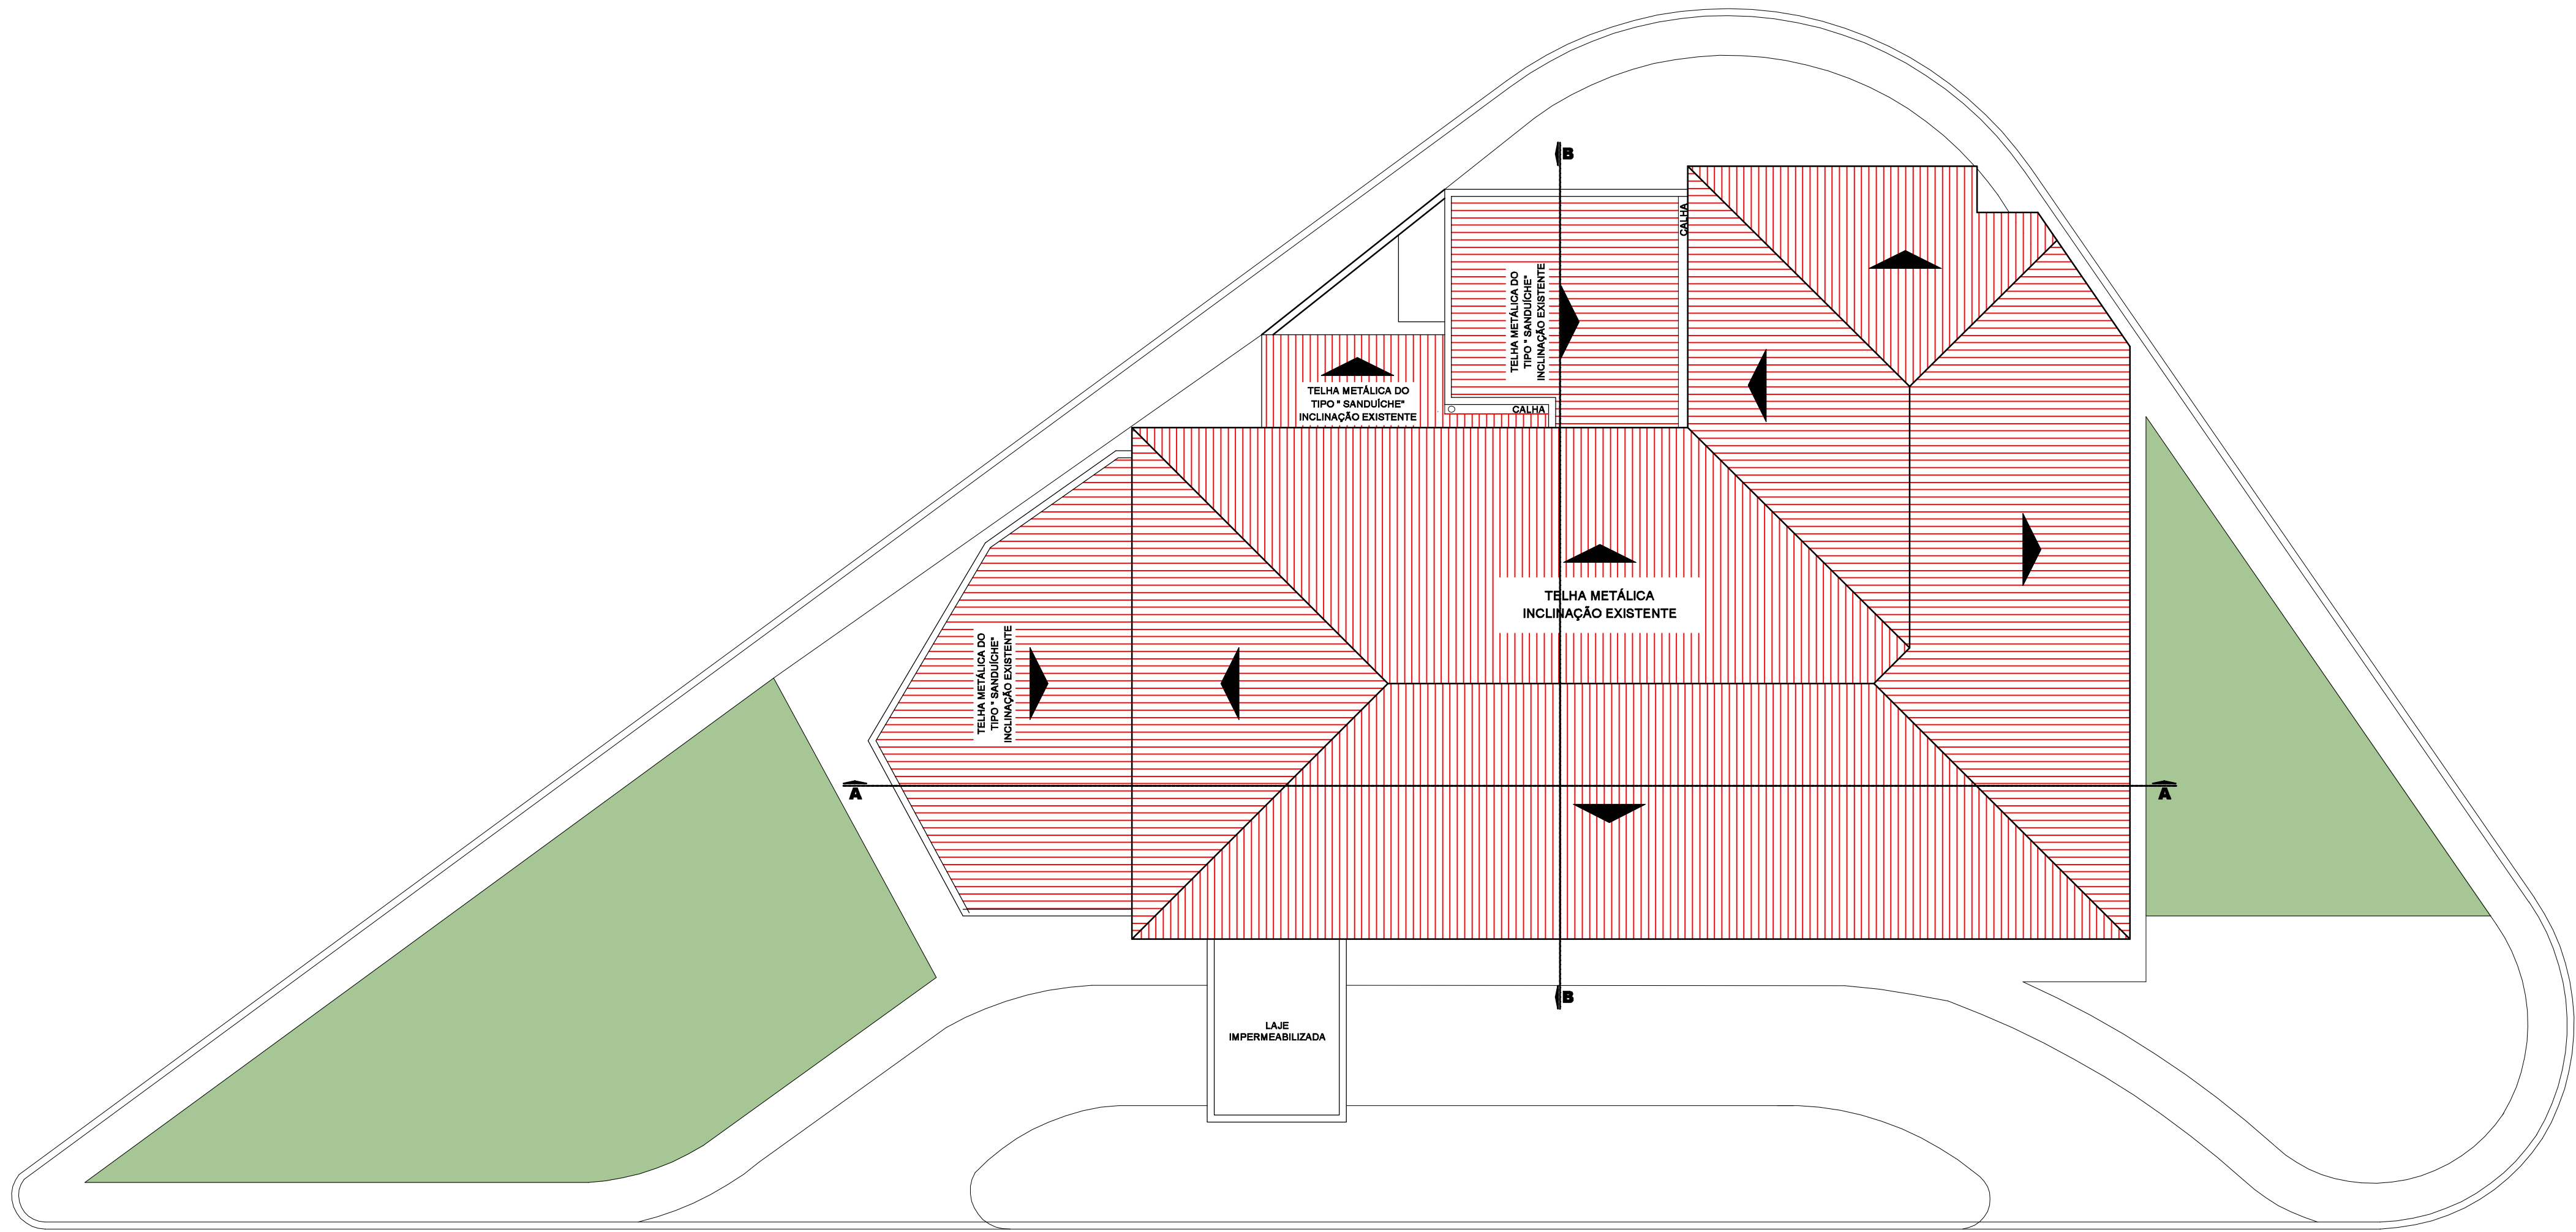 B
CALHA
TELHA METÁLICA DO
TIPO " SANDUÍCHE"
INCLINAÇÃO EXISTENTE
TELHA METÁLICA DO
TIPO " SANDUÍCHE"
INCLINAÇÃO EXISTENTE
CALHA
TELHA METÁLICA
INCLINAÇÃO EXISTENTE
TELHA METÁLICA DO
TIPO " SANDUÍCHE"
INCLINAÇÃO EXISTENTE
A
A
B
LAJE
IMPERMEABILIZADA